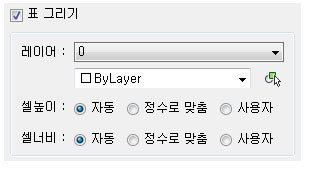 표 그리기
레이어 : 0
ByLayer
셀높이 : 자동 정수로 맞춤 사용자
셀너비 : 자동 정수로 맞춤 사용자